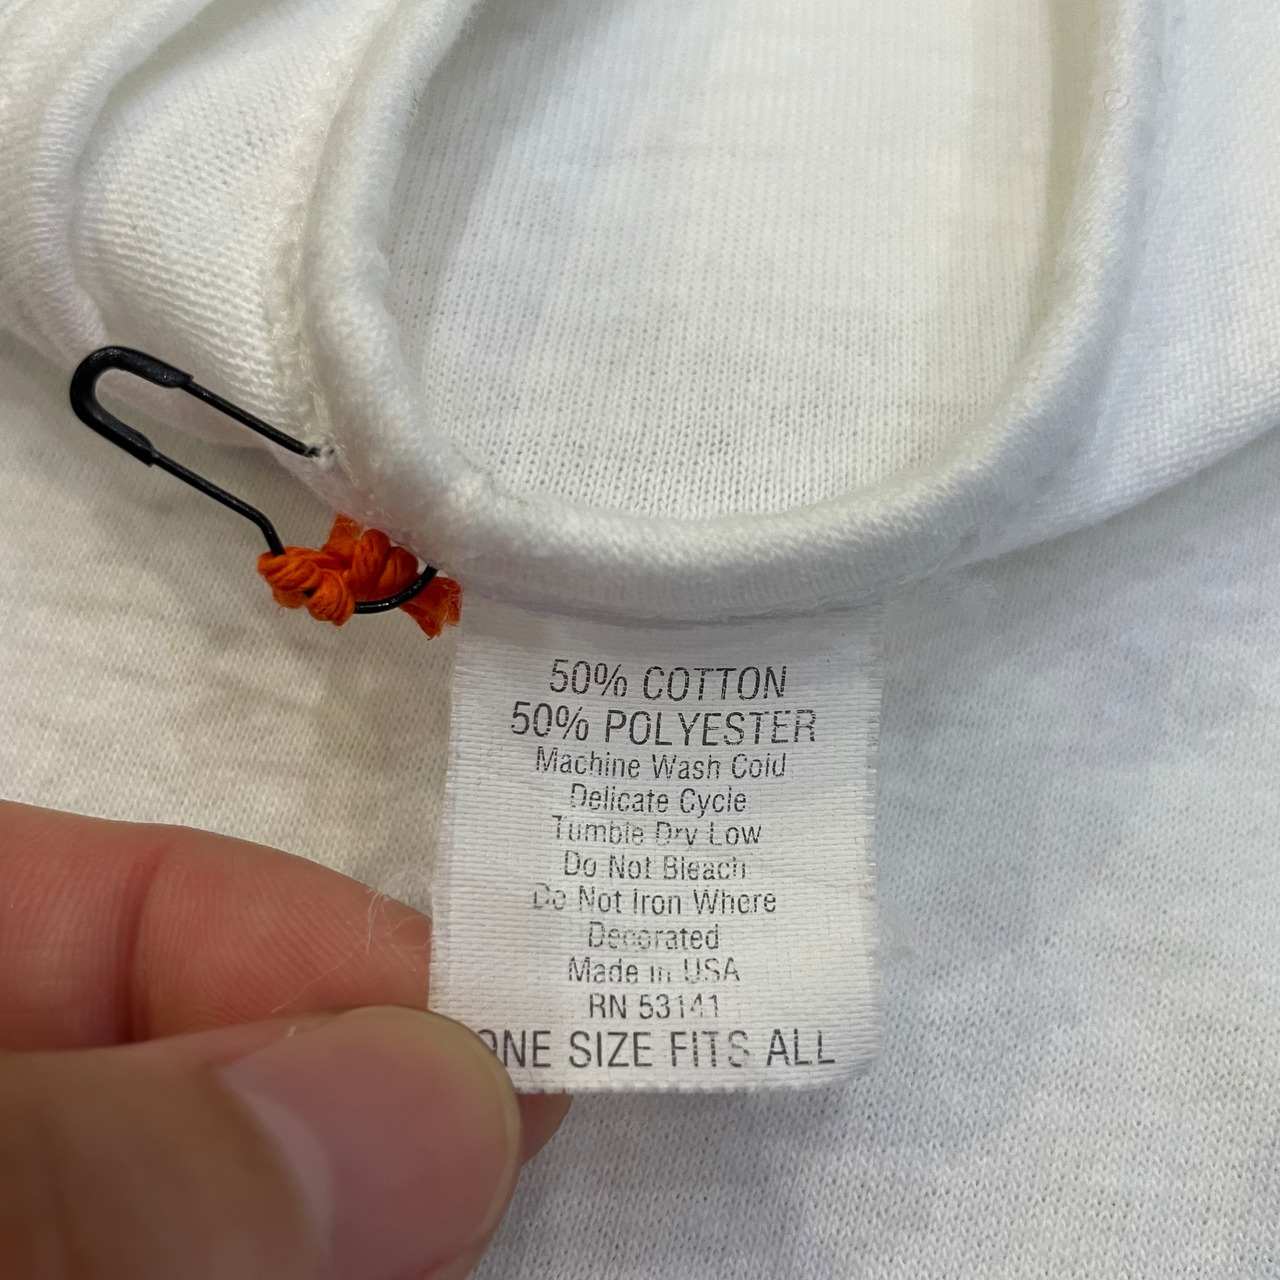 50% COTTON
50% POLYESTER
Machine Wash Cold
Delicate Cycle
Tumble Dry Low
Do Not Bleach
Do Not Iron Where
Decorated
Made in USA
RN 53141
ONE SIZE FITS ALL